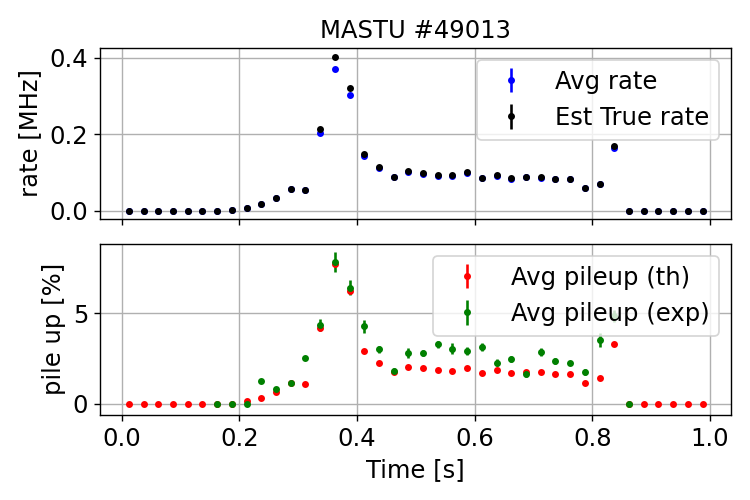 MASTU #49013
rate [MHz]
0.4
0.2
0.0
Avg rate
Est True rate
pile up [%]
5
0
Avg pileup (th)
Avg pileup (exp)
0.0 0.2 0.4 0.6 0.8 1.0
Time [s]